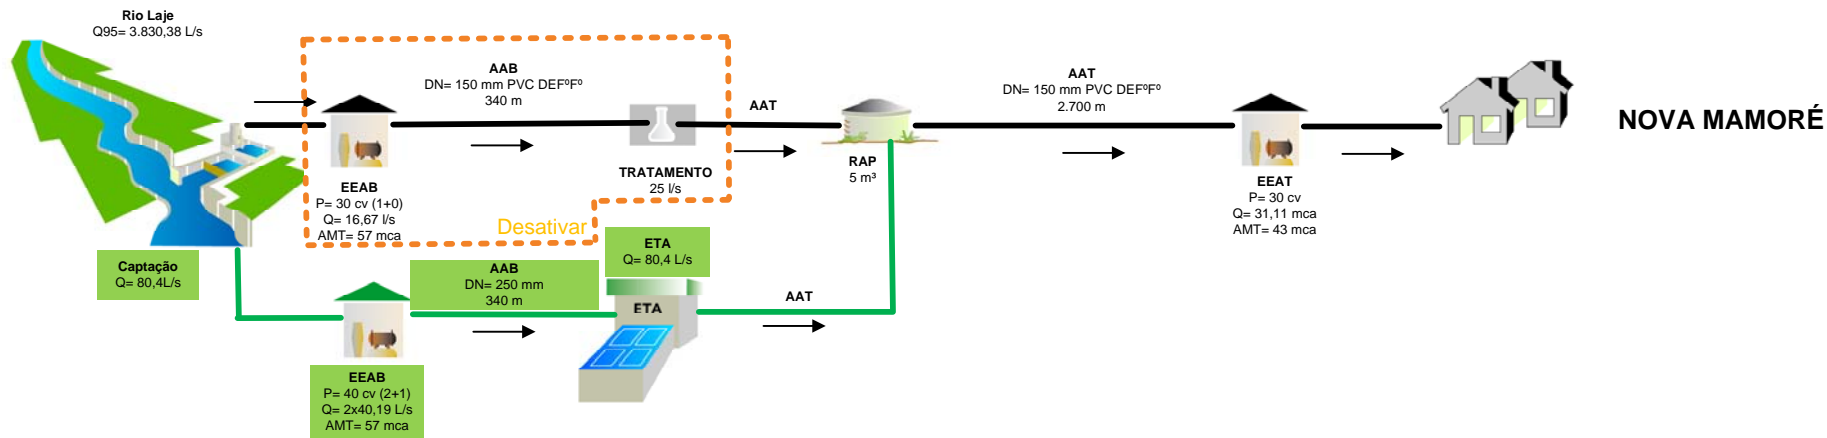 Rio Laje
Q95= 3.830,38 L/s
AAB
DN= 150 mm PVC DEFºFº
340 m
AAT
AAT
DN= 150 mm PVC DEFºFº
2.700 m
NOVA MAMORÉ
EEAB
P= 30 cv (1+0)
Q= 16,67 l/s
AMT= 57 mca
TRATAMENTO
25 l/s
RAP
5 m³
EEAT
P= 30 cv
Q= 31,11 mca
AMT= 43 mca
Desativar
Captação
Q= 80,4L/s
AAB
DN= 250 mm
340 m
ETA
Q= 80,4 L/s
ETA
AAT
EEAB
P= 40 cv (2+1)
Q= 2x40,19 L/s
AMT= 57 mca